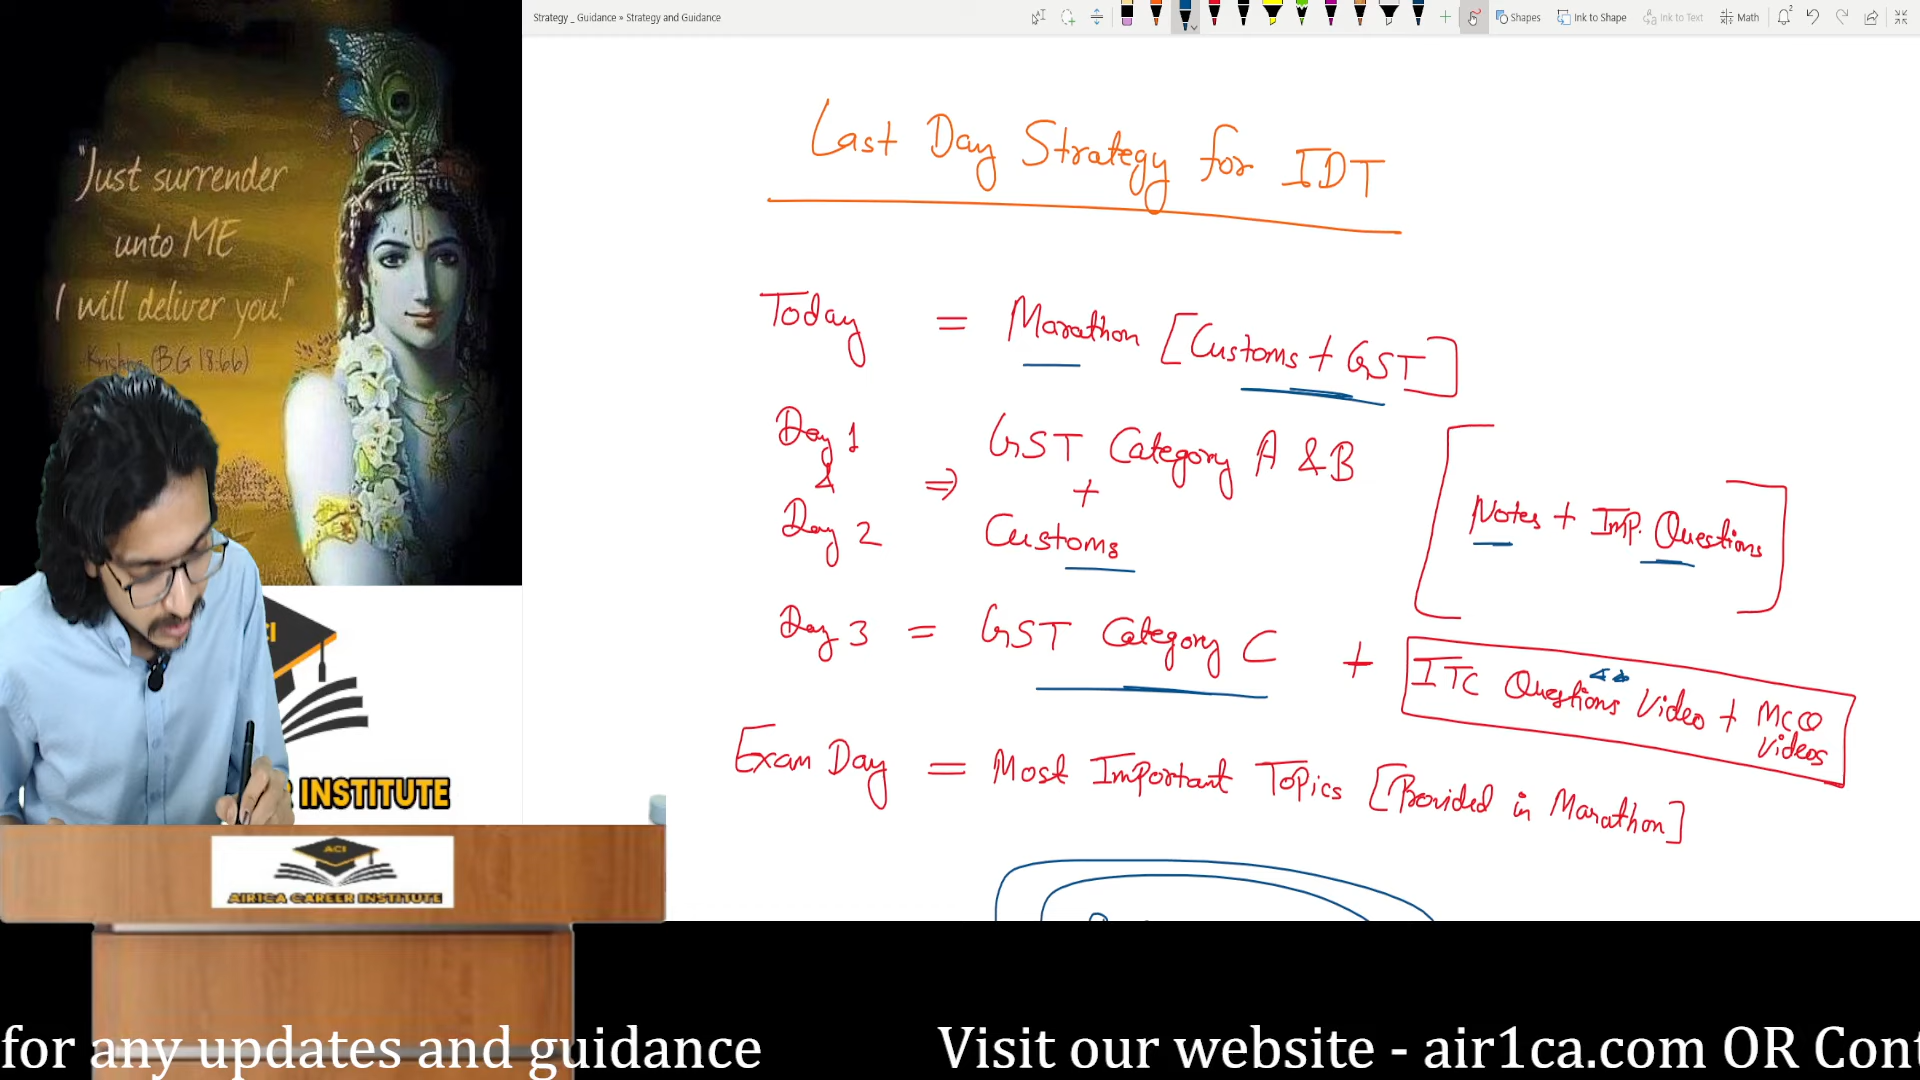 Strategy _ Guidance » Strategy and Guidance
Shapes
Ink to Shape
Ink to Text
Math
"Just surrender
unto ME
I will deliver you!"
Krishna (B.G 18:66)
Last Day Strategy for IDT
Today = Marathon [Customs + GST]
Day 1
&
Day 2
⇒ GST Category A & B
+
Customs
[Notes + Imp. Questions]
Day 3 = GST Category C + ITC Questions Video + MCQ
Videos
Exam Day = Most Important Topics [Provided in Marathon]
CI
INSTITUTE
ACI
AIR1CA CAREER INSTITUTE
for any updates and guidance Visit our website - air1ca.com OR Cont